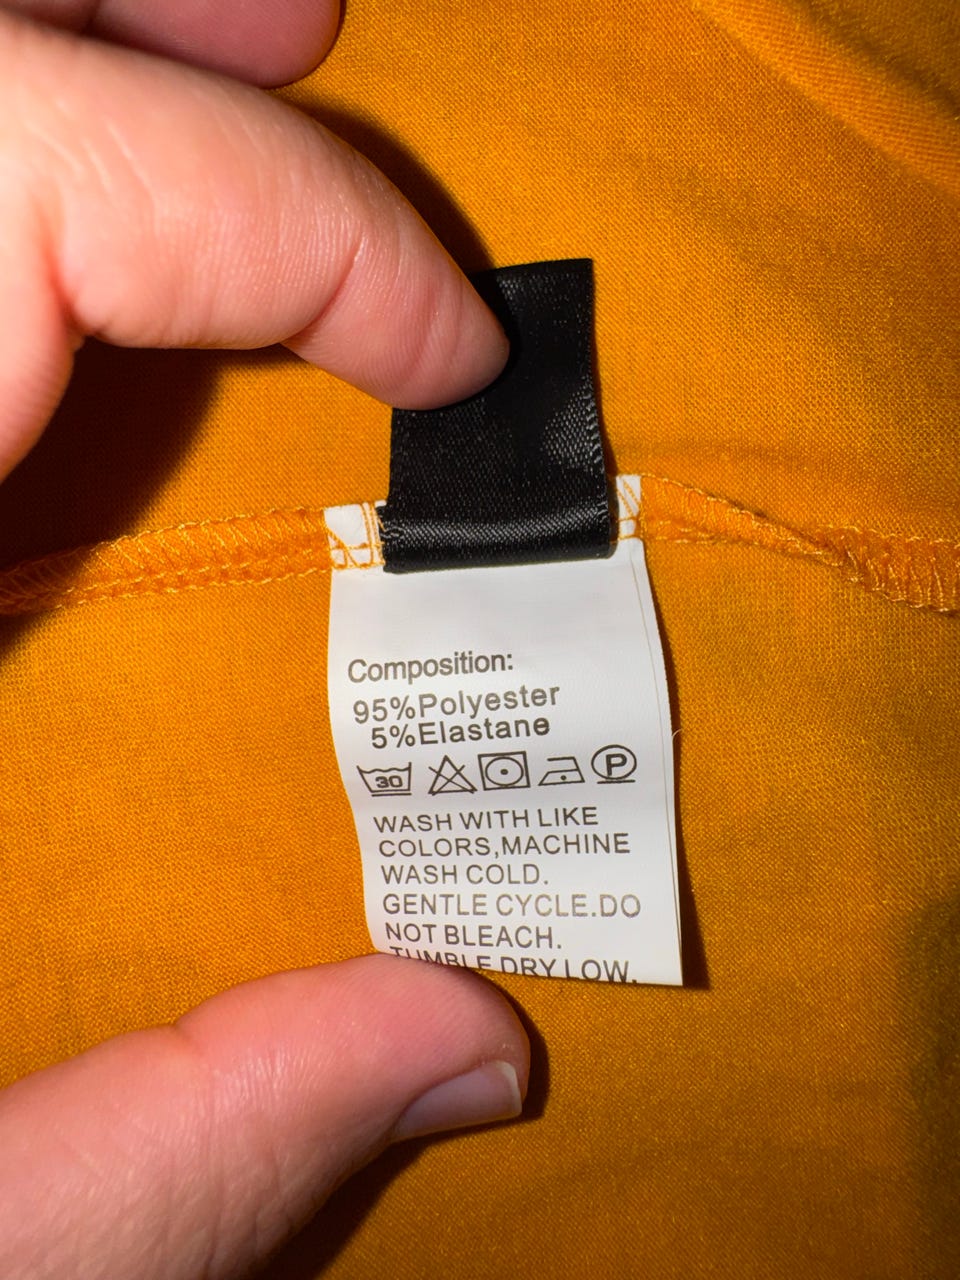 Composition:
95%Polyester
5%Elastane
30 P
WASH WITH LIKE
COLORS,MACHINE
WASH COLD.
GENTLE CYCLE.DO
NOT BLEACH.
TUMBLE DRY LOW.